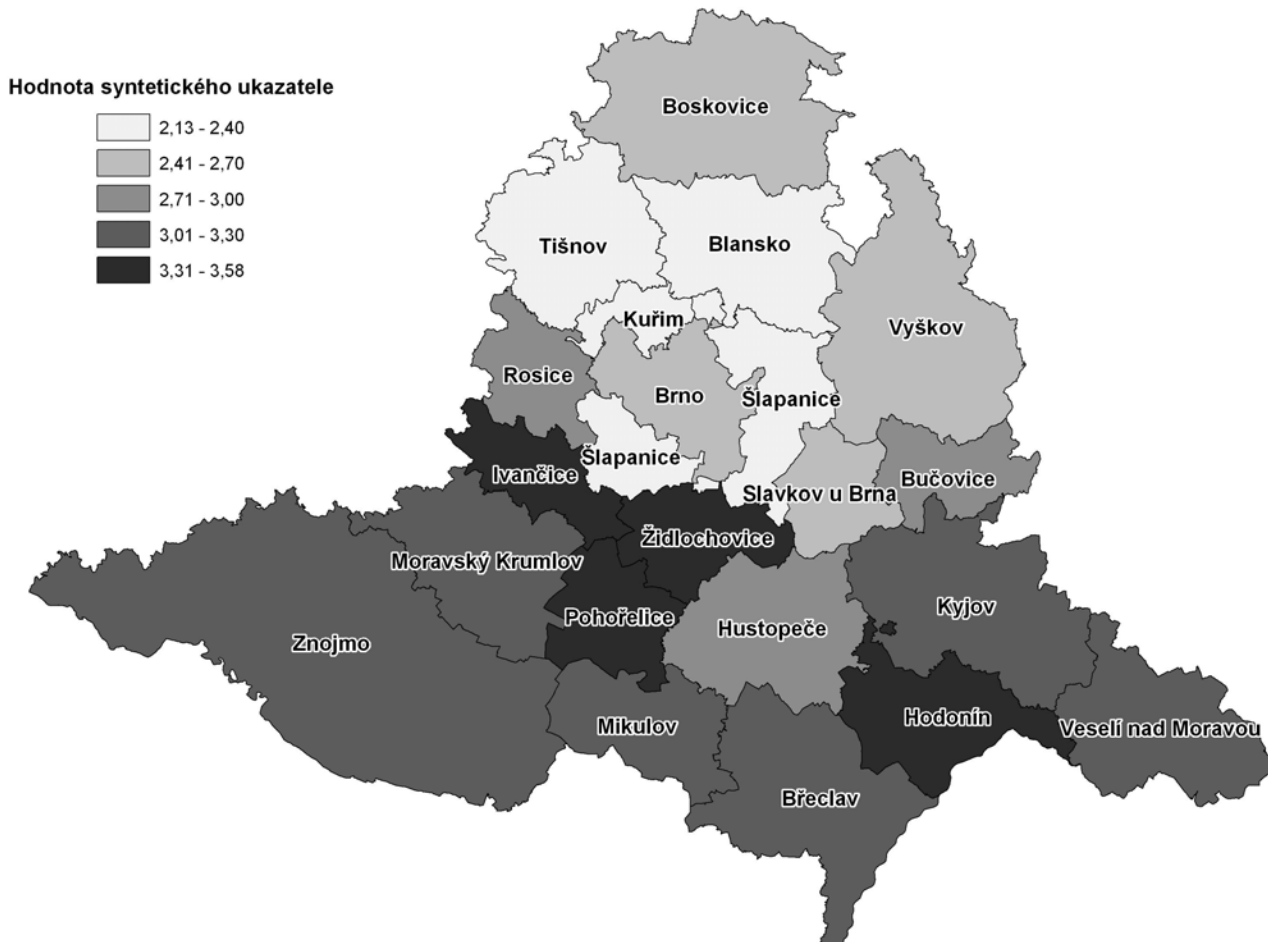 Hodnota syntetického ukazatele
2,13 - 2,40
2,41 - 2,70
2,71 - 3,00
3,01 - 3,30
3,31 - 3,58
Boskovice
Tišnov
Blansko
Kuřim
Vyškov
Rosice
Brno
Šlapanice
Šlapanice
Ivančice
Bučovice
Slavkov u Brna
Židlochovice
Moravský Krumlov
Pohořelice
Kyjov
Hustopeče
Znojmo
Hodonín
Mikulov
Veselí nad Moravou
Břeclav